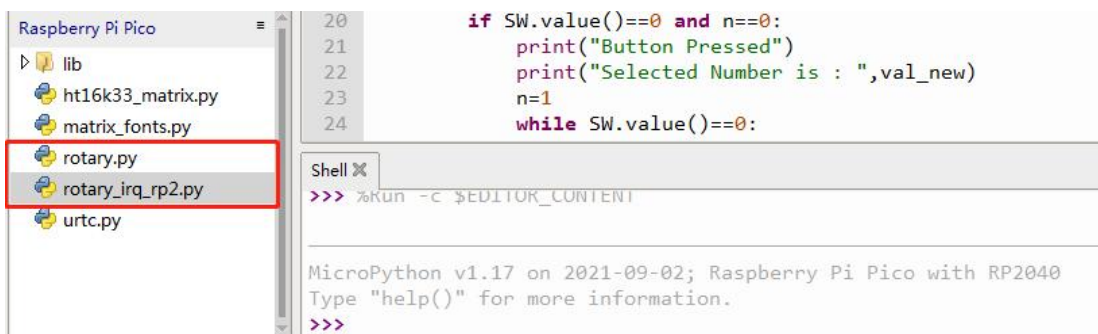 Raspberry Pi Pico
lib
ht16k33_matrix.py
matrix_fonts.py
rotary.py
rotary_irq_rp2.py
urtc.py
20 if SW.value()==0 and n==0:
21 print("Button Pressed")
22 print("Selected Number is : ",val_new)
23 n=1
24 while SW.value()==0:
Shell
>>> %Run -c $EDITOR_CONTENT
MicroPython v1.17 on 2021-09-02; Raspberry Pi Pico with RP2040
Type "help()" for more information.
>>>